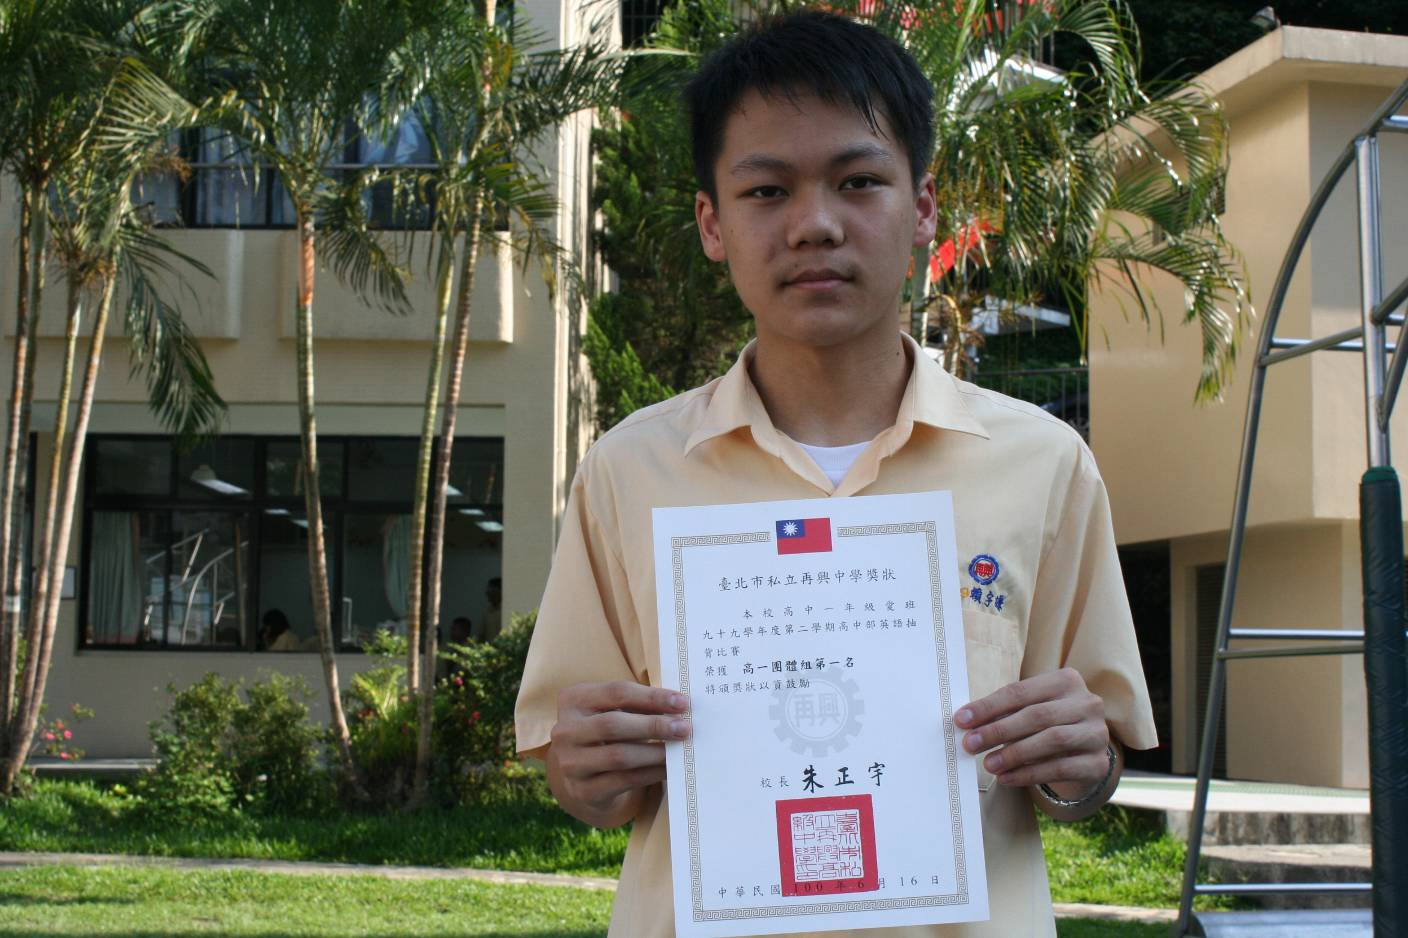 臺北市私立再興中學獎狀
本校高中一年級愛班
九十九學年度第二學期高中部英語抽
背比賽
榮獲 高一團體組第一名
特頒獎狀以資鼓勵
再興
校長 朱正宇
中華民國 100 年 6 月 16 日
再興